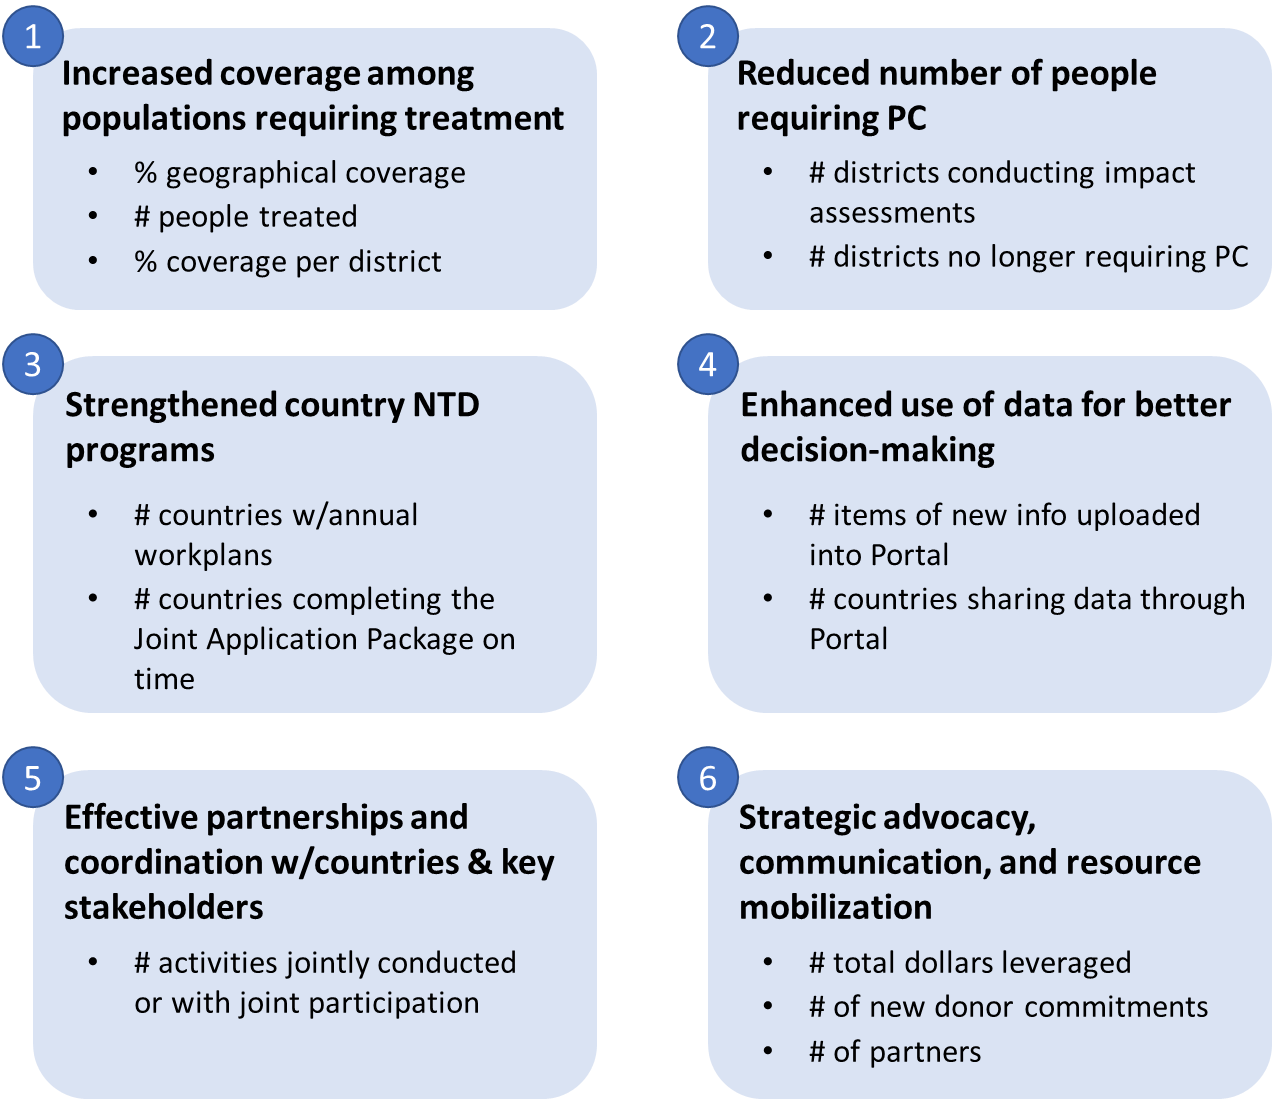 1
Increased coverage among
populations requiring treatment
• % geographical coverage
• # people treated
• % coverage per district
2
Reduced number of people
requiring PC
• # districts conducting impact
assessments
• # districts no longer requiring PC
3
Strengthened country NTD
programs
• # countries w/annual
workplans
• # countries completing the
Joint Application Package on
time
4
Enhanced use of data for better
decision-making
• # items of new info uploaded
into Portal
• # countries sharing data through
Portal
5
Effective partnerships and
coordination w/countries & key
stakeholders
• # activities jointly conducted
or with joint participation
6
Strategic advocacy,
communication, and resource
mobilization
• # total dollars leveraged
• # of new donor commitments
• # of partners